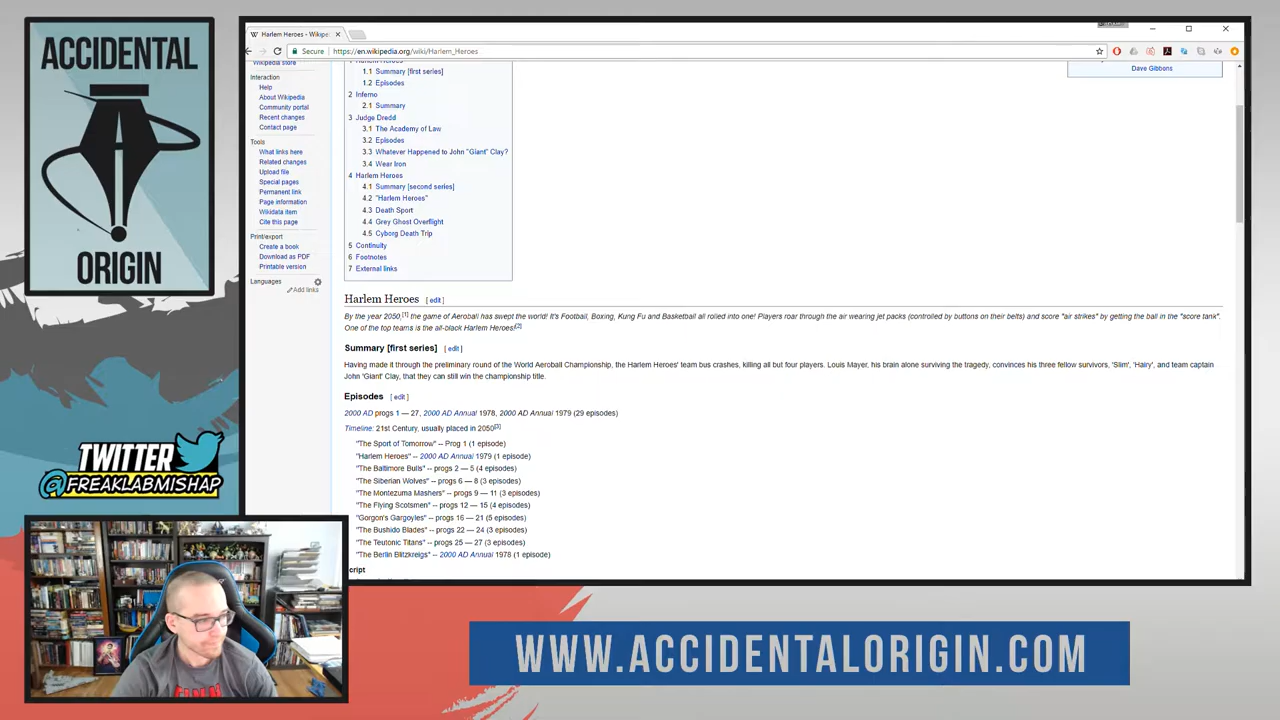 ACCIDENTAL
ORIGIN
TWITTER
@FREAKLABMISHAP
Harlem Heroes - Wikipe
Secure
https://en.wikipedia.org/wiki/Harlem_Heroes
Wikipedia store
Interaction
Help
About Wikipedia
Community portal
Recent changes
Contact page
Tools
What links here
Related changes
Upload file
Special pages
Permanent link
Page information
Wikidata item
Cite this page
Print/export
Create a book
Download as PDF
Printable version
Languages
Add links
Dave Gibbons
1 Harlem Heroes
1.1 Summary [first series]
1.2 Episodes
2 Inferno
2.1 Summary
3 Judge Dredd
3.1 The Academy of Law
3.2 Episodes
3.3 Whatever Happened to John "Giant" Clay?
3.4 Wear Iron
4 Harlem Heroes
4.1 Summary [second series]
4.2 "Harlem Heroes"
4.3 Death Sport
4.4 Grey Ghost Overflight
4.5 Cyborg Death Trip
5 Continuity
6 Footnotes
7 External links
Harlem Heroes [ edit ]
By the year 2050,[1] the game of Aeroball has swept the world! It's Football, Boxing, Kung Fu and Basketball all rolled into one! Players roar through the air wearing jet packs (controlled by buttons on their belts) and score "air strikes" by getting the ball in the "score tank".
One of the top teams is the all-black Harlem Heroes![2]
Summary [first series] [ edit ]
Having made it through the preliminary round of the World Aeroball Championship, the Harlem Heroes' team bus crashes, killing all but four players. Louis Mayer, his brain alone surviving the tragedy, convinces his three fellow survivors, 'Slim', 'Hairy', and team captain
John 'Giant' Clay, that they can still win the championship title.
Episodes [ edit ]
2000 AD progs 1 — 27, 2000 AD Annual 1978, 2000 AD Annual 1979 (29 episodes)
Timeline: 21st Century, usually placed in 2050[3]
"The Sport of Tomorrow" -- Prog 1 (1 episode)
"Harlem Heroes" -- 2000 AD Annual 1979 (1 episode)
"The Baltimore Bulls" -- progs 2 — 5 (4 episodes)
"The Siberian Wolves" -- progs 6 — 8 (3 episodes)
"The Montezuma Mashers" -- progs 9 — 11 (3 episodes)
"The Flying Scotsmen" -- progs 12 — 15 (4 episodes)
"Gorgon's Gargoyles" -- progs 16 — 21 (5 episodes)
"The Bushido Blades" -- progs 22 — 24 (3 episodes)
"The Teutonic Titans" -- progs 25 — 27 (3 episodes)
"The Berlin Blitzkreigs" -- 2000 AD Annual 1978 (1 episode)
cript
WWW.ACCIDENTALORIGIN.COM